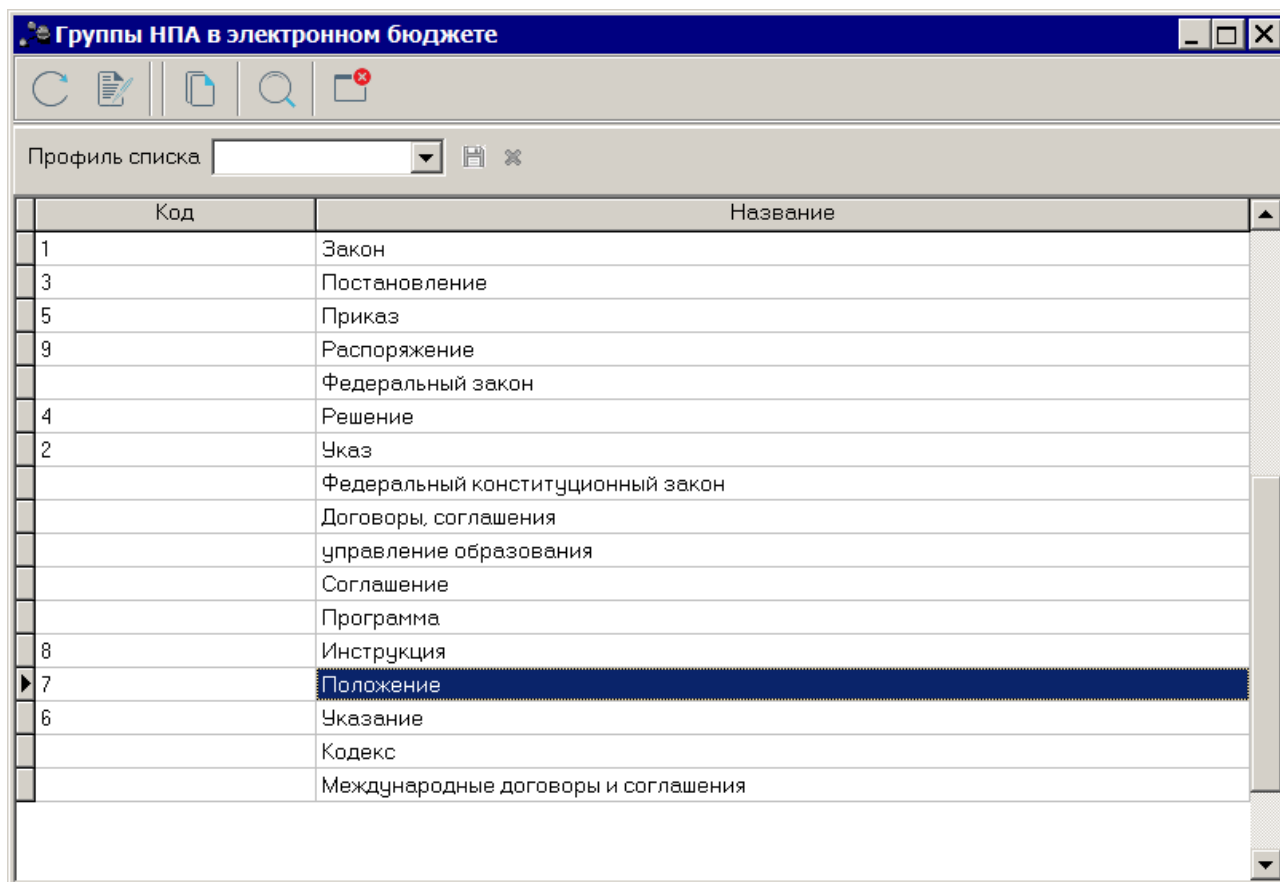 Группы НПА в электронном бюджете
Профиль списка
Код Название
1 Закон
3 Постановление
5 Приказ
9 Распоряжение
Федеральный закон
4 Решение
2 Указ
Федеральный конституционный закон
Договоры, соглашения
управление образования
Соглашение
Программа
8 Инструкция
7 Положение
6 Указание
Кодекс
Международные договоры и соглашения